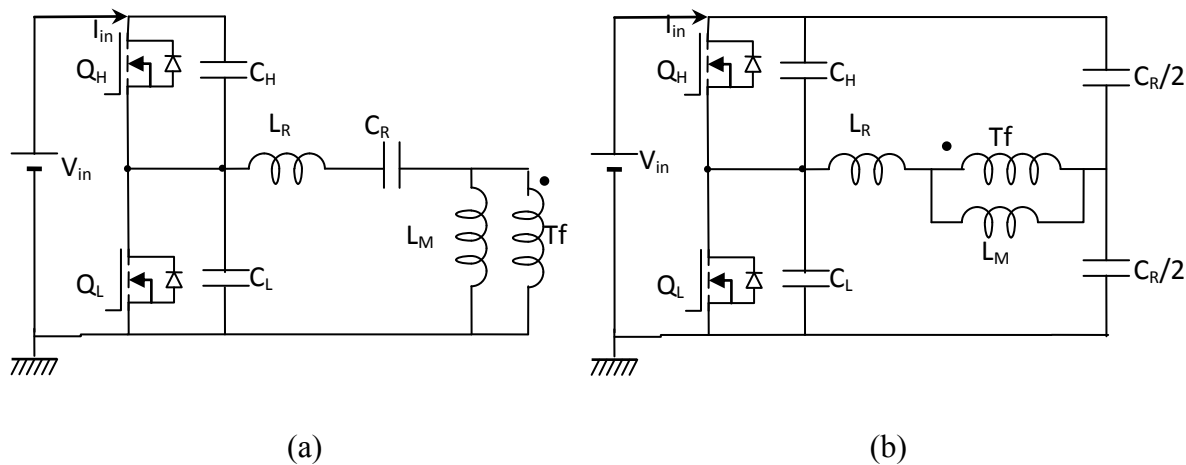 I_in
Q_H
C_H
L_R
C_R
V_in
L_M
Tf
Q_L
C_L
(a)
I_in
Q_H
C_H
C_R/2
L_R
Tf
V_in
L_M
Q_L
C_L
C_R/2
(b)